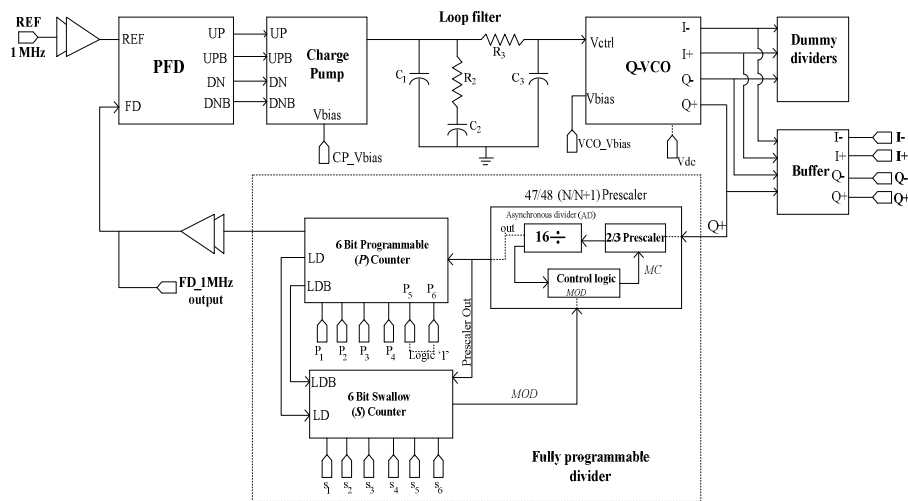 REF
1 MHz
REF
FD
PFD
UP
UPB
DN
DNB
UP
UPB
DN
DNB
Charge
Pump
Vbias
CP_Vbias
Loop filter
C1
R2
C2
R3
C3
Vctrl
Q-VCO
Vbias
VCO_Vbias
Vdc
I-
I+
Q-
Q+
Dummy
dividers
Buffer
I-
I+
Q-
Q+
I-
I+
Q-
Q+
47/48 (N/N+1) Prescaler
Asynchronous divider (AD)
out
16÷
2/3 Prescaler
Q+
Control logic
MOD
MC
6 Bit Programmable
(P) Counter
LD
LDB
P5 P6
P1 P2 P3 P4 Logic '1'
Prescaler Out
FD_1MHz
output
LDB
LD
6 Bit Swallow
(S) Counter
MOD
s1 s2 s3 s4 s5 s6
Fully programmable
divider